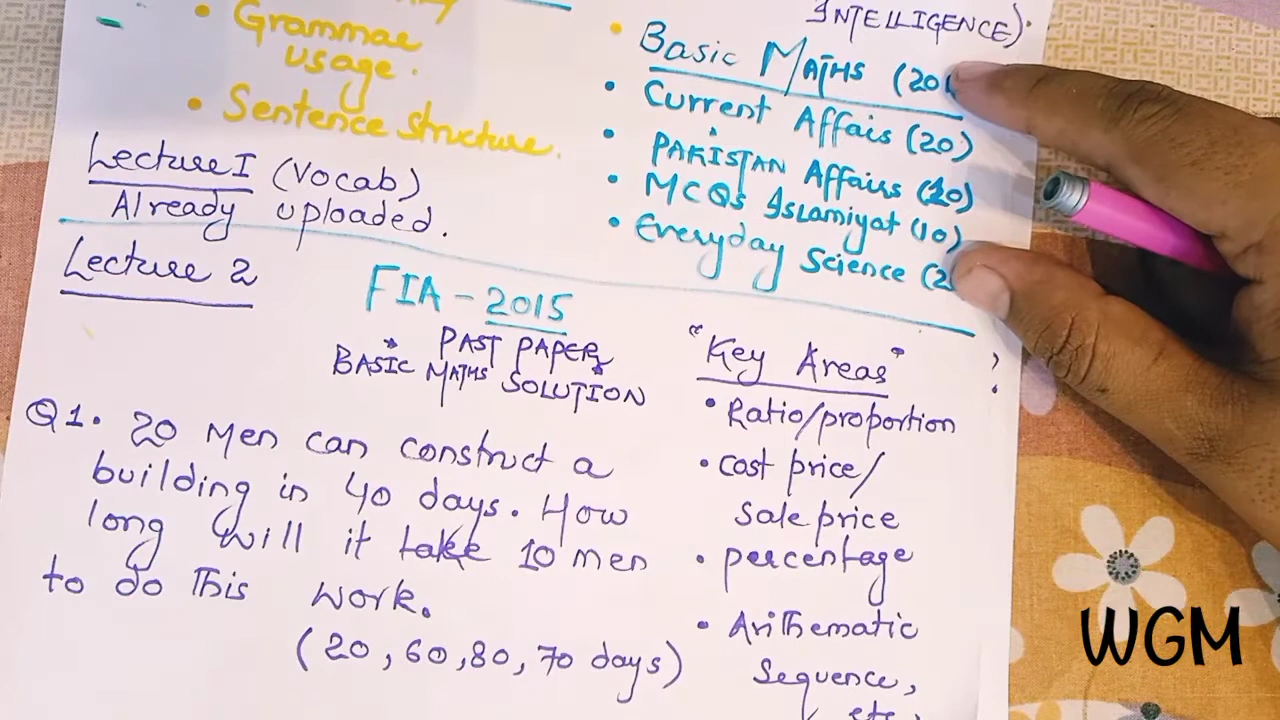 • Grammar
usage.
• Sentence structure.
Lecture I (Vocab)
Already uploaded.
INTELLIGENCE).
• Basic MATHS (20
• Current Affairs (20)
• PAKISTAN Affairs (20)
• MCQs Islamiyat (10)
• Everyday Science (2
Lecture 2
FIA - 2015
PAST PAPER
BASIC MATHS SOLUTION
Q1. 20 Men can construct a
building in 40 days. How
long will it take 10 men
to do This work.
(20, 60, 80, 70 days)
"Key Areas"
• Ratio/proportion
• Cost price/
Sale price
• percentage
• Arithematic
Sequence,
etc.
WGM